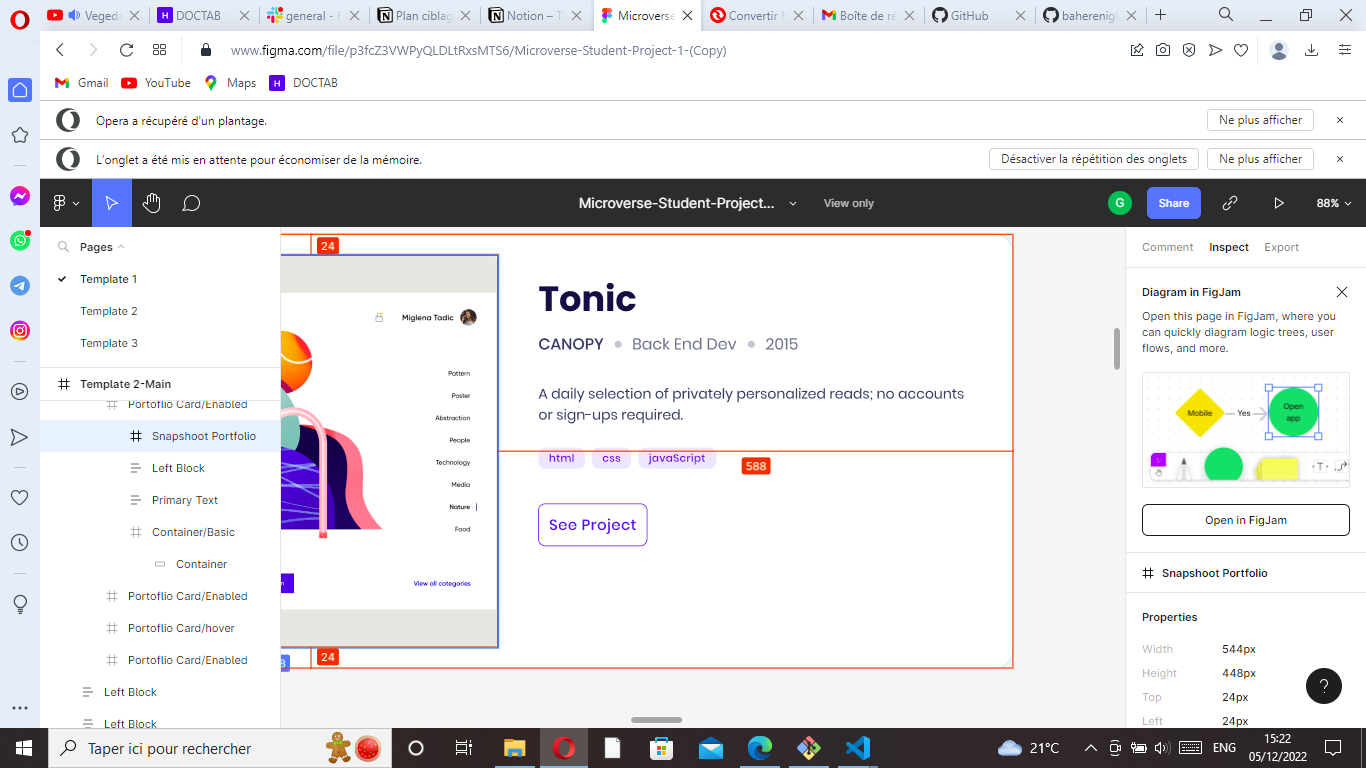 Vegedr
DOCTAB
general -
Plan ciblag
Notion – T
Microverse
Convertir
Boîte de ré
GitHub
baherenigh
www.figma.com/file/p3fcZ3VWPyQLDLtRxsMTS6/Microverse-Student-Project-1-(Copy)
Gmail
YouTube
Maps
H
DOCTAB
Opera a récupéré d'un plantage.
Ne plus afficher
L'onglet a été mis en attente pour économiser de la mémoire.
Désactiver la répétition des onglets
Ne plus afficher
Microverse-Student-Project...
View only
G
Share
88%
Pages
Template 1
Template 2
Template 3
Template 2-Main
Portoflio Card/Enabled
Snapshoot Portfolio
Left Block
Primary Text
Container/Basic
Container
Portoflio Card/Enabled
Portoflio Card/hover
Portoflio Card/Enabled
Left Block
Left Block
24
Miglena Tadic
Pattern
Poster
Abstraction
People
Technology
Media
Nature
Food
View all categories
24
Tonic
CANOPY
Back End Dev
2015
A daily selection of privately personalized reads; no accounts
or sign-ups required.
html
css
javaScript
588
See Project
Comment
Inspect
Export
Diagram in FigJam
Open this page in FigJam, where you
can quickly diagram logic trees, user
flows, and more.
Mobile
Yes
Open
app
T
Open in FigJam
Snapshoot Portfolio
Properties
Width
544px
Height
448px
Top
24px
Left
24px
?
Taper ici pour rechercher
21°C
ENG
15:22
05/12/2022